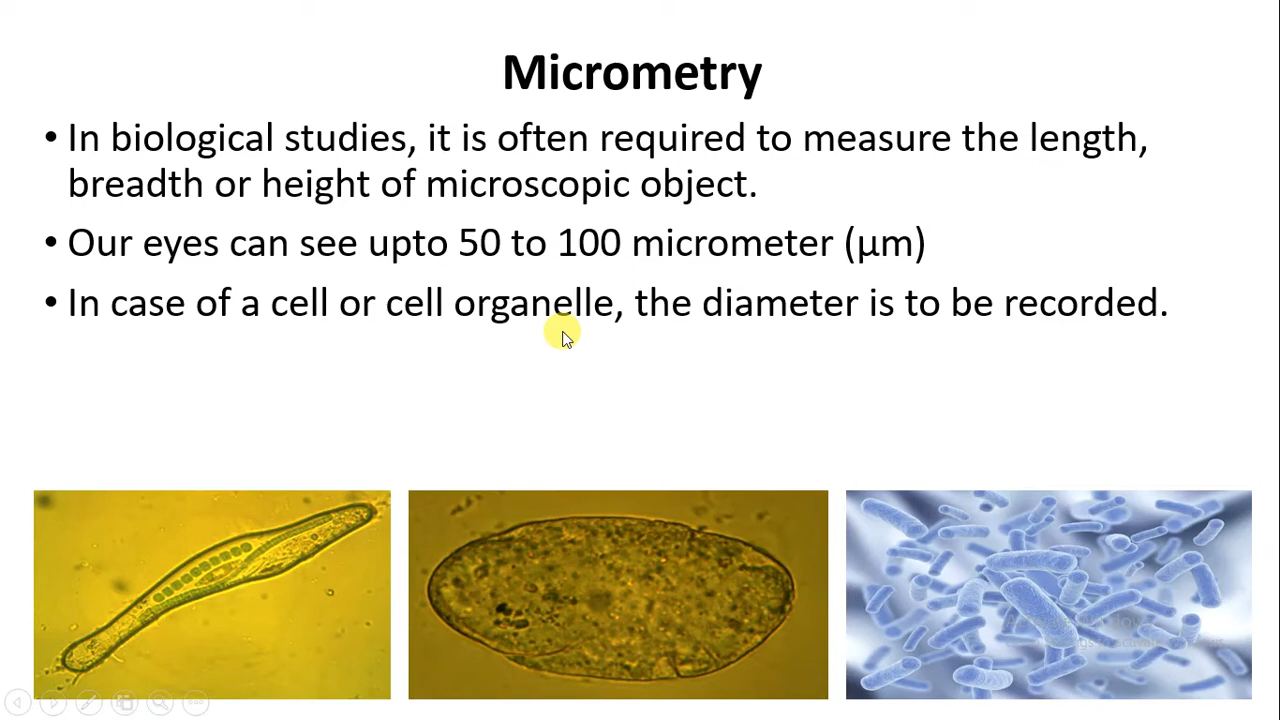 Micrometry
• In biological studies, it is often required to measure the length,
breadth or height of microscopic object.
• Our eyes can see upto 50 to 100 micrometer (µm)
• In case of a cell or cell organelle, the diameter is to be recorded.